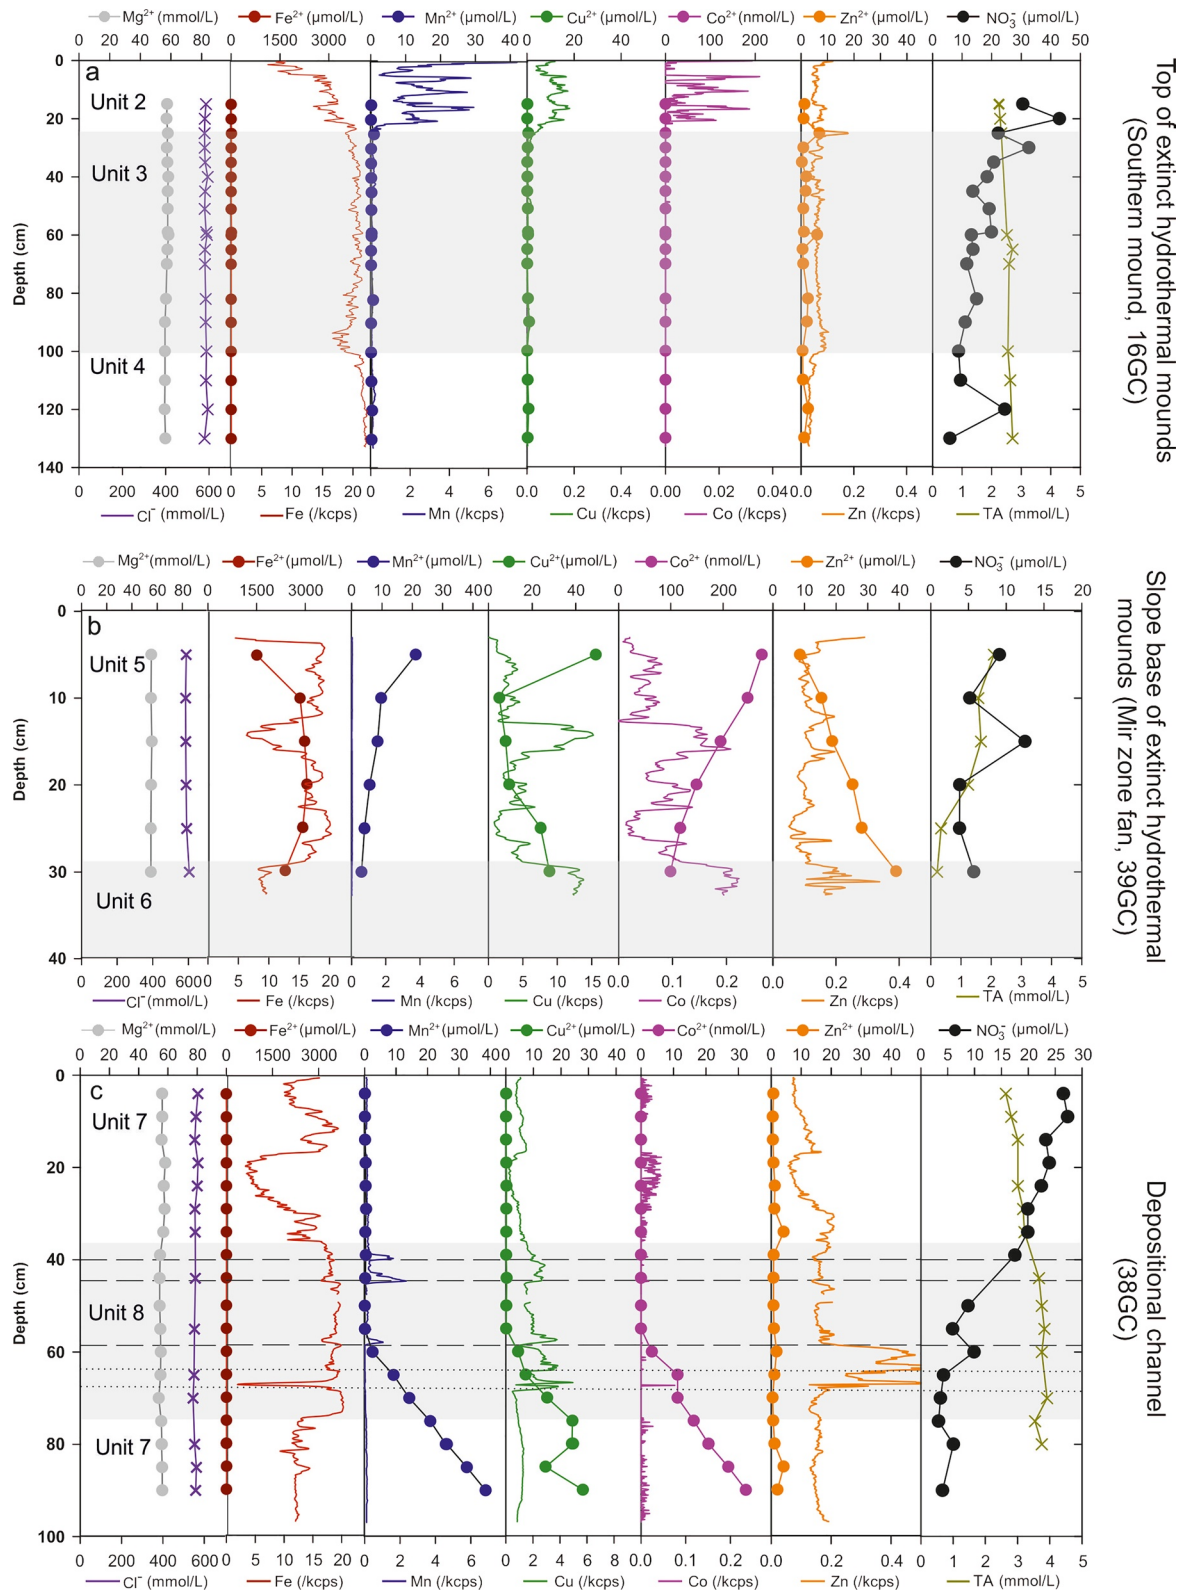 Mg²⁺ (mmol/L) Fe²⁺ (µmol/L) Mn²⁺ (µmol/L) Cu²⁺ (µmol/L) Co²⁺ (nmol/L) Zn²⁺ (µmol/L) NO₃⁻ (µmol/L)
0 20 40 60 80 0 1500 3000 0 10 20 30 40 0 20 40 0 100 200 0 10 20 0 10 20 30 40 50
a
Unit 2
Unit 3
Unit 4
Depth (cm)
0
20
40
60
80
100
120
140
0 200 400 600 0 5 10 15 20 0 2 4 6 0.0 0.2 0.4 0.00 0.02 0.04 0.0 0.2 0.4 0 1 2 3 4 5
Cl⁻ (mmol/L) Fe (/kcps) Mn (/kcps) Cu (/kcps) Co (/kcps) Zn (/kcps) TA (mmol/L)
Top of extinct hydrothermal mounds
(Southern mound, 16GC)
Mg²⁺(mmol/L) Fe²⁺(µmol/L) Mn²⁺(µmol/L) Cu²⁺(µmol/L) Co²⁺ (nmol/L) Zn²⁺ (µmol/L) NO₃⁻ (µmol/L)
0 20 40 60 80 0 1500 3000 0 10 20 30 40 0 20 40 0 100 200 0 10 20 30 40 0 5 10 15 20
b
Unit 5
Unit 6
Depth (cm)
0
10
20
30
40
0 200 400 6000 5 10 15 20 0 2 4 6 0 5 10 15 0.1 0.2 0.0 0.2 0.4 0 1 2 3 4 5
Cl⁻(mmol/L) Fe (/kcps) Mn (/kcps) Cu (/kcps) Co (/kcps) Zn (/kcps) TA (mmol/L)
Slope base of extinct hydrothermal
mounds (Mir zone fan, 39GC)
Mg²⁺(mmol/L) Fe²⁺(µmol/L) Mn²⁺(µmol/L) Cu²⁺(µmol/L) Co²⁺(nmol/L) Zn²⁺ (µmol/L) NO₃⁻ (µmol/L)
0 20 40 60 80 0 1500 3000 0 10 20 30 400 10 20 30 40 0 10 20 30 0 10 20 30 40 5 10 15 20 25 30
c
Unit 7
Unit 8
Unit 7
Depth (cm)
0
20
40
60
80
100
0 200 400 6000 5 10 15 20 0 2 4 6 0 2 4 6 8 0.0 0.1 0.2 0.0 0.2 0.4 0 1 2 3 4 5
Cl⁻ (mmol/L) Fe (/kcps) Mn (/kcps) Cu (/kcps) Co (/kcps) Zn (/kcps) TA (mmol/L)
Depositional channel
(38GC)